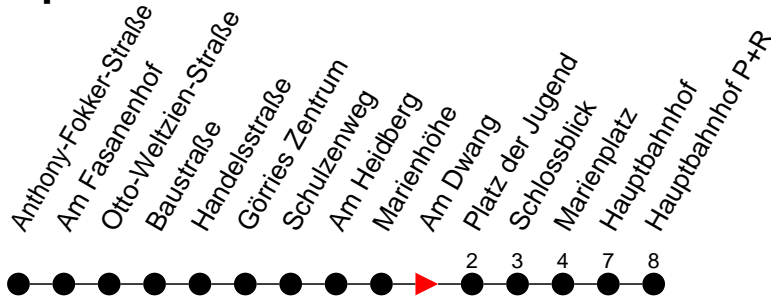 Anthony-Fokker-Straße
Am Fasanenhof
Otto-Weltzien-Straße
Baustraße
Handelsstraße
Görries Zentrum
Schulzenweg
Am Heidberg
Marienhöhe
Am Dwang
Platz der Jugend
Schlossblick
Marienplatz
Hauptbahnhof
Hauptbahnhof P+R
2 3 4 7 8